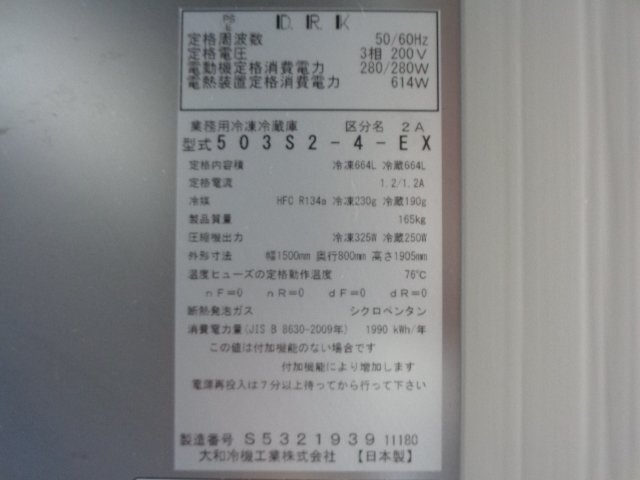 PS
E
D.R.K
定格周波数 50/60Hz
定格電圧 3相 200V
電動機定格消費電力 280/280W
電熱装置定格消費電力 614W
業務用冷凍冷蔵庫 区分名 2A
型式503S2-4-EX
定格内容積 冷凍664L 冷蔵664L
定格電流 1.2/1.2A
冷媒 HFC R134a 冷凍230g 冷蔵190g
製品質量 165kg
圧縮機出力 冷凍325W 冷蔵250W
外形寸法 幅1500mm 奥行800mm 高さ1905mm
温度ヒューズの定格動作温度 76℃
nF=0 nR=0 dF=0 dR=0
断熱発泡ガス シクロペンタン
消費電力量(JIS B 8630-2009年) 1990 kWh/年
この値は付加機能のない場合です
付加機能により増加します
電源再投入は7分以上待ってから行って下さい
製造番号 S5321939 11180
大和冷機工業株式会社 【日本製】